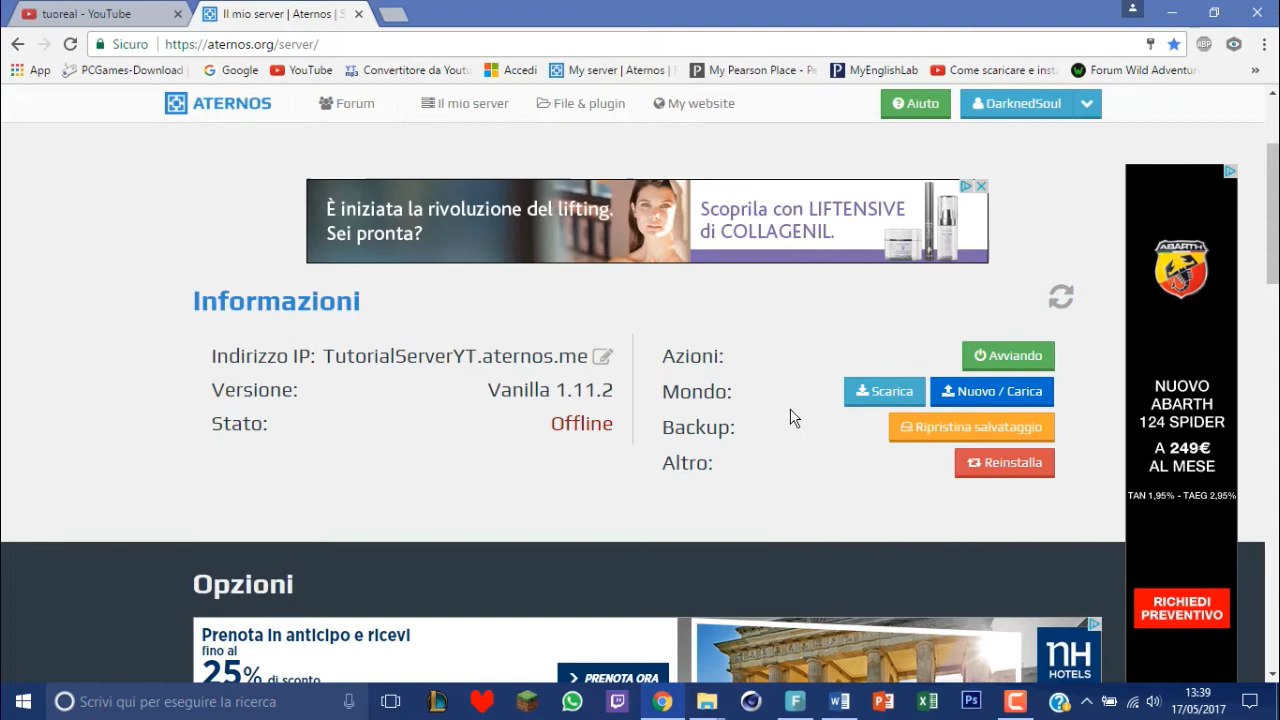 tuoreal - YouTube
Il mio server | Aternos | S
Sicuro
https://aternos.org/server/
App
PCGames-Download
Google
YouTube
Convertitore da Youtu
Accedi
My server | Aternos |
My Pearson Place - Pe
MyEnglishLab
Come scaricare e inst
Forum Wild Adventur
»
ATERNOS
Forum
Il mio server
File & plugin
My website
Aiuto
DarknedSoul
È iniziata la rivoluzione del lifting.
Sei pronta?
Scoprila con LIFTENSIVE
di COLLAGENIL.
ABARTH
Informazioni
Indirizzo IP: TutorialServerYT.aternos.me
Versione: Vanilla 1.11.2
Stato: Offline
Azioni: Avviando
Mondo: Scarica Nuovo / Carica
Backup: Ripristina salvataggio
Altro: Reinstalla
NUOVO
ABARTH
124 SPIDER
A 249€
AL MESE
TAN 1,95% - TAEG 2,95%
RICHIEDI
PREVENTIVO
Opzioni
Prenota in anticipo e ricevi
fino al
25% di sconto
PRENOTA ORA
NH
HOTELS
Scrivi qui per eseguire la ricerca
13:39
17/05/2017